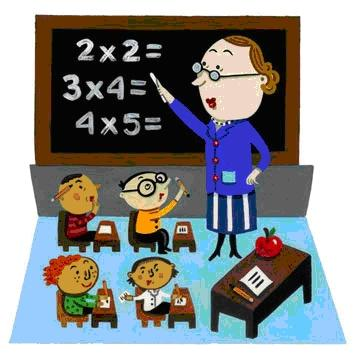 2x2=
3x4=
4x5=